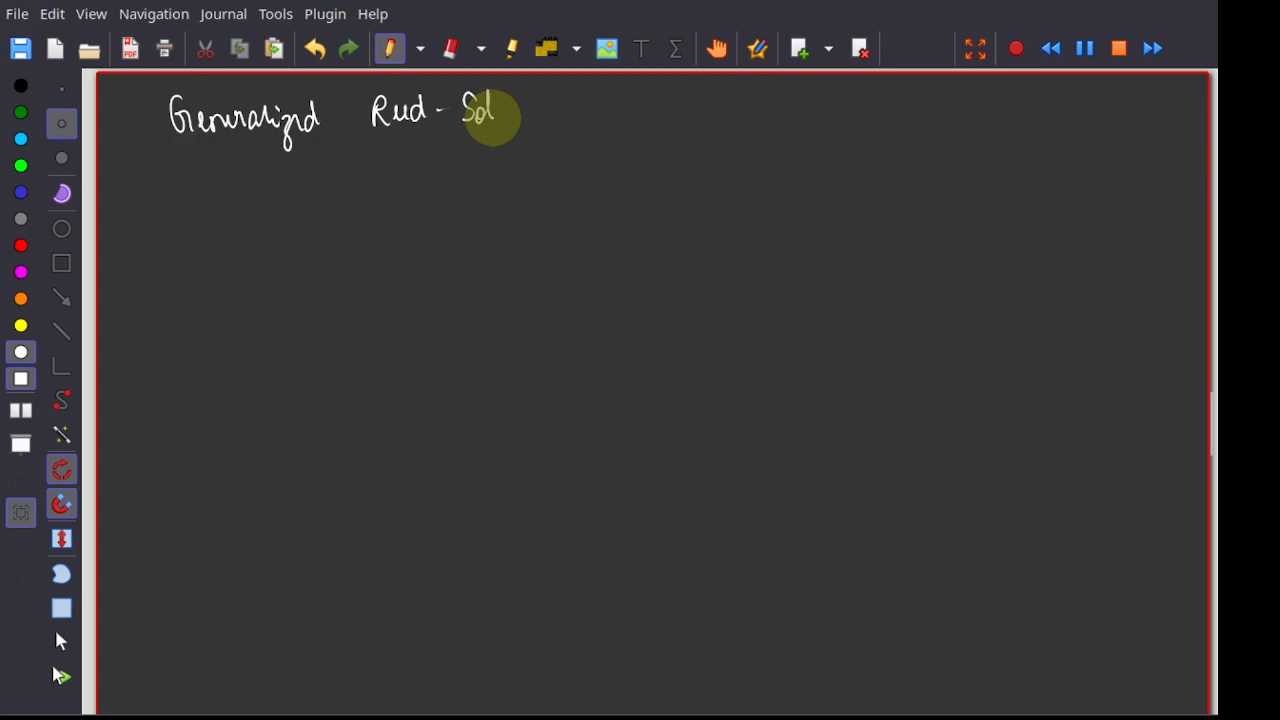 File Edit View Navigation Journal Tools Plugin Help
Generalized Reed - Sol